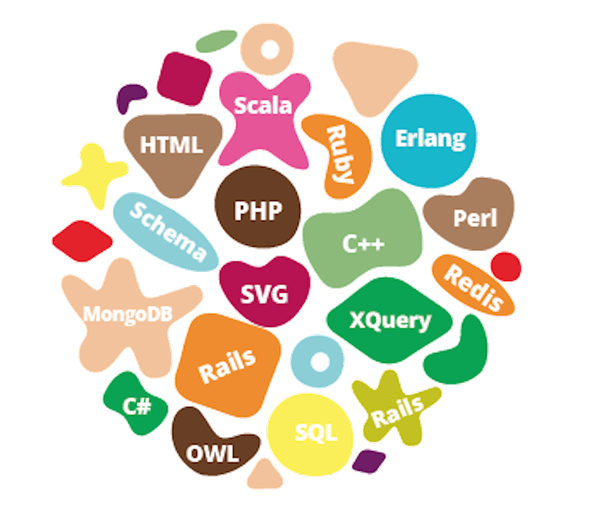 Scala
HTML
Ruby
Erlang
PHP
Schema
C++
Perl
SVG
Redis
MongoDB
XQuery
Rails
C#
Rails
SQL
OWL